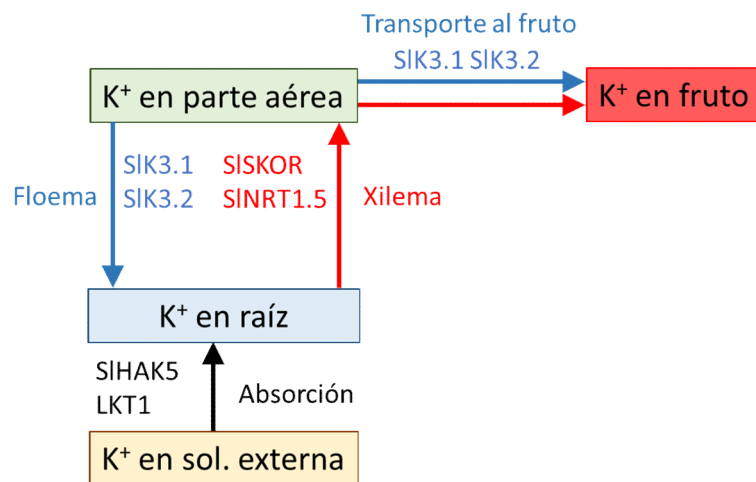 Transporte al fruto
SlK3.1 SlK3.2
K+ en parte aérea
K+ en fruto
SlK3.1
SlK3.2
SlSKOR
SlNRT1.5
Floema
Xilema
K+ en raíz
SlHAK5
LKT1
Absorción
K+ en sol. externa